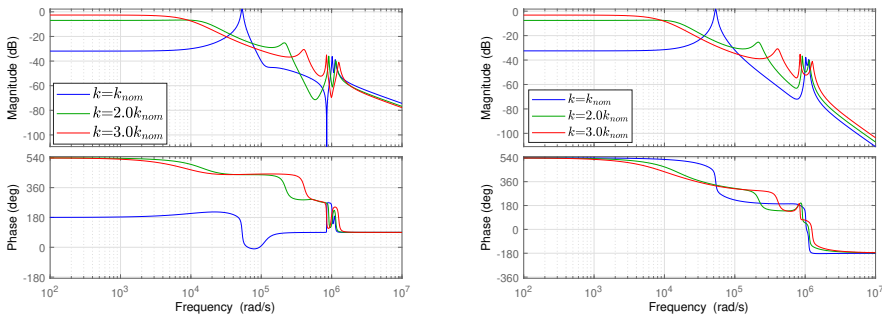 0
-20
-40
-60
-80
-100
Magnitude (dB)
k=k_nom
k=2.0k_nom
k=3.0k_nom
540
360
180
0
-180
Phase (deg)
10^2
10^3
10^4
10^5
10^6
10^7
Frequency (rad/s)
0
-20
-40
-60
-80
-100
Magnitude (dB)
k=k_nom
k=2.0k_nom
k=3.0k_nom
540
360
180
0
-180
-360
Phase (deg)
10^2
10^3
10^4
10^5
10^6
10^7
Frequency (rad/s)